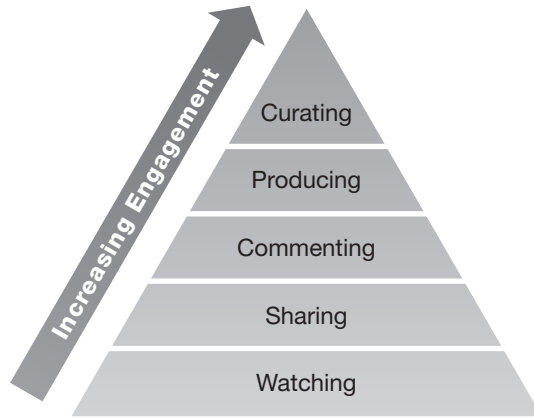 Increasing Engagement
Curating
Producing
Commenting
Sharing
Watching